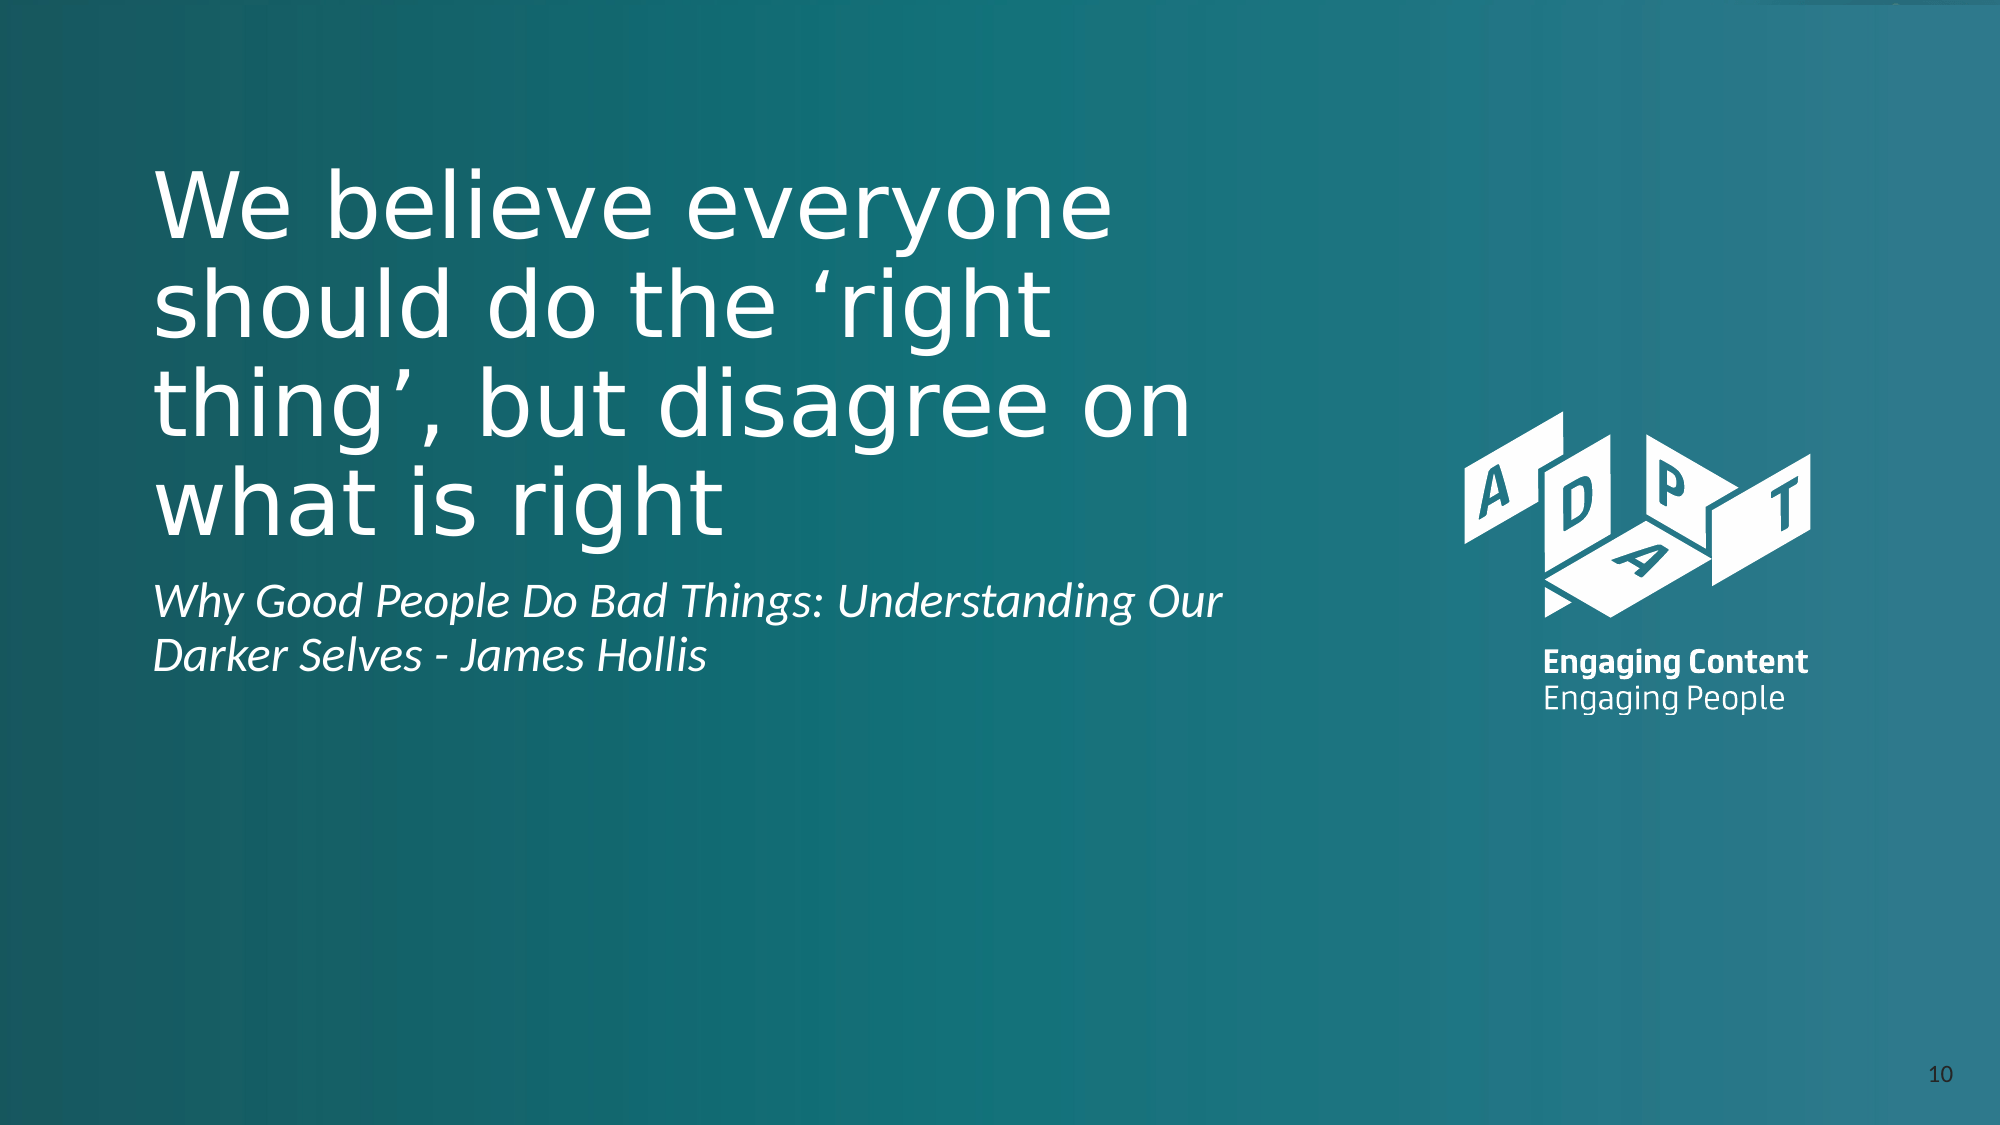 We believe everyone
should do the ‘right
thing’, but disagree on
what is right
Why Good People Do Bad Things: Understanding Our
Darker Selves - James Hollis
ADAPT
Engaging Content
Engaging People
10